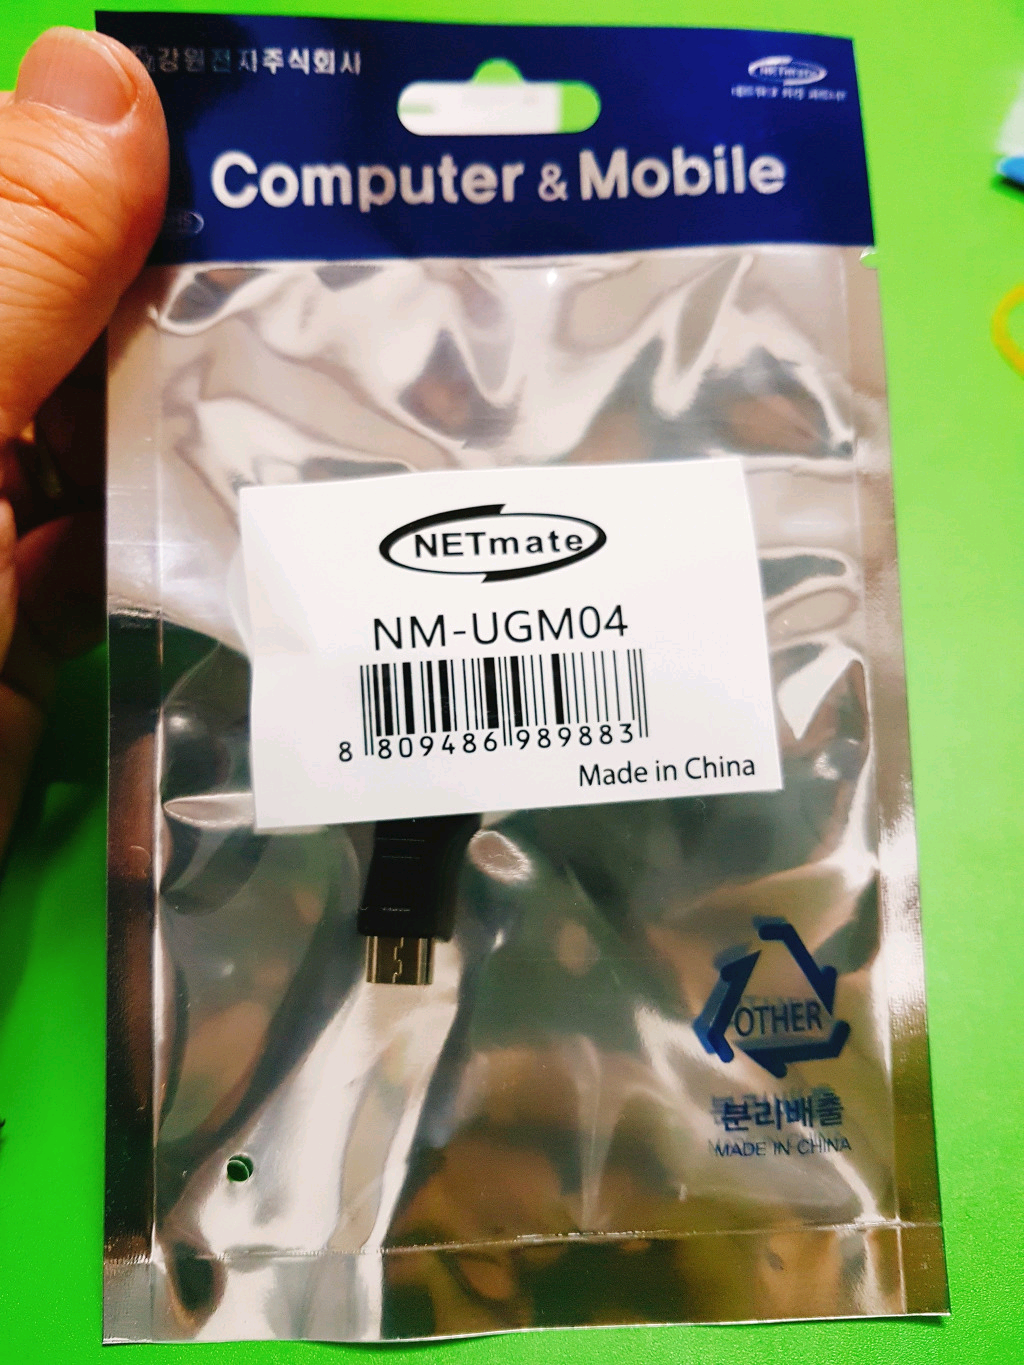 강원전자주식회사
NETmate
Computer & Mobile
NETmate
NM-UGM04
8 809486 989883
Made in China
OTHER
분리배출
MADE IN CHINA